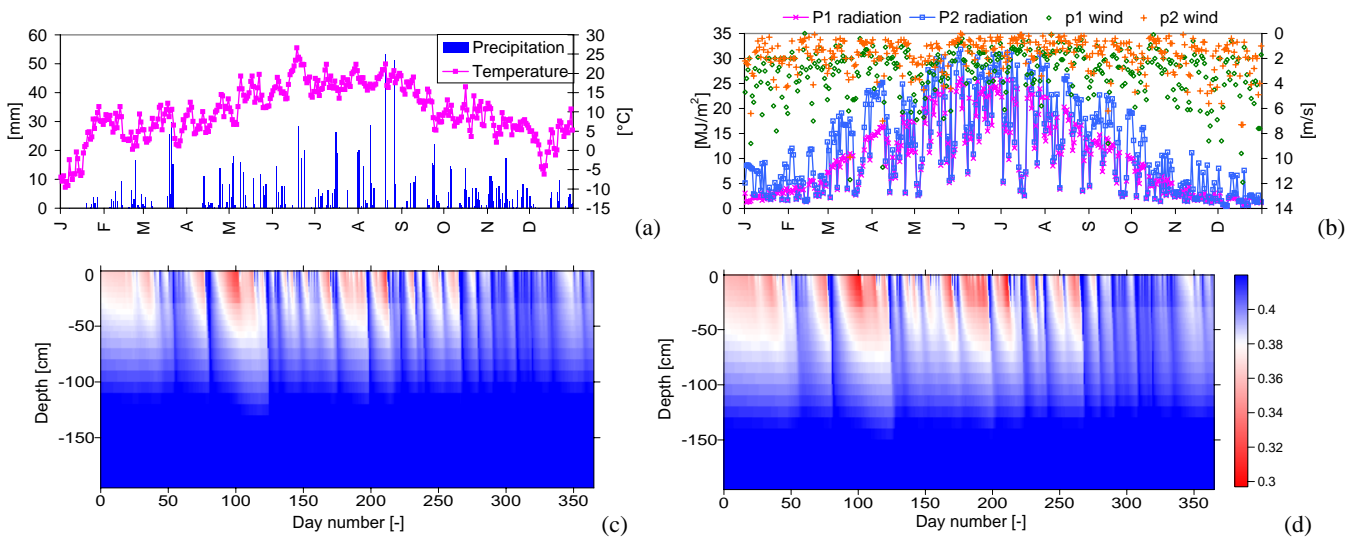 P1 radiation P2 radiation p1 wind p2 wind
60 30 35 0
Precipitation
Temperature
50 25 30 2
40 20 25 4
15
30 10 20 6
5 15 8
20 0 10 10
-5
10 -10 5 12
0 -15 0 14
[mm] [°C] [MJ/m²] [m/s]
J F M A M J J A S O N D
(a)
J F M A M J J A S O N D
(b)
0
-50
-100
-150
Depth [cm]
0 50 100 150 200 250 300 350
Day number [-]
(c)
0
-50
-100
-150
Depth [cm]
0 50 100 150 200 250 300 350
Day number [-]
0.4
0.38
0.36
0.34
0.32
0.3
(d)